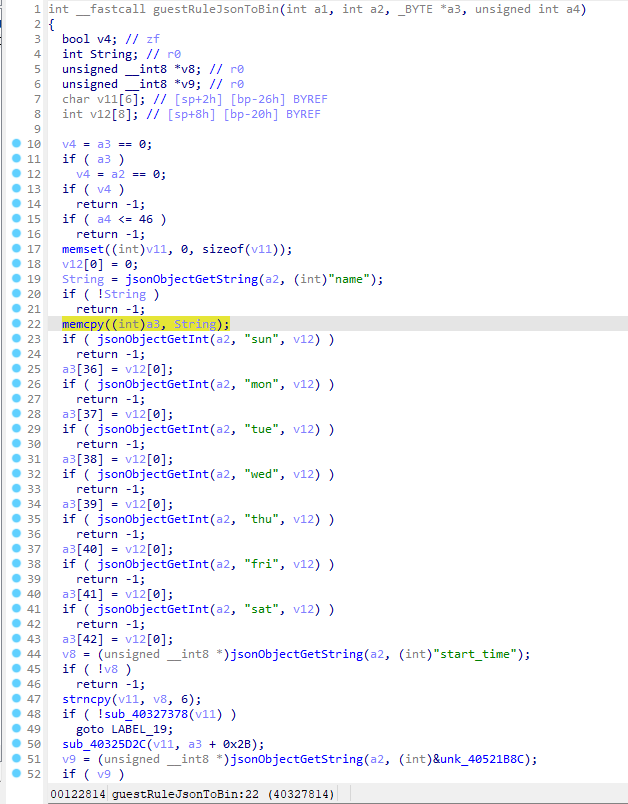 1 int __fastcall guestRuleJsonToBin(int a1, int a2, _BYTE *a3, unsigned int a4)
2 {
3 bool v4; // zf
4 int String; // r0
5 unsigned __int8 *v8; // r0
6 unsigned __int8 *v9; // r0
7 char v11[6]; // [sp+2h] [bp-26h] BYREF
8 int v12[8]; // [sp+8h] [bp-20h] BYREF
9
10 v4 = a3 == 0;
11 if ( a3 )
12 v4 = a2 == 0;
13 if ( v4 )
14 return -1;
15 if ( a4 <= 46 )
16 return -1;
17 memset((int)v11, 0, sizeof(v11));
18 v12[0] = 0;
19 String = jsonObjectGetString(a2, (int)"name");
20 if ( !String )
21 return -1;
22 memcpy((int)a3, String);
23 if ( jsonObjectGetInt(a2, "sun", v12) )
24 return -1;
25 a3[36] = v12[0];
26 if ( jsonObjectGetInt(a2, "mon", v12) )
27 return -1;
28 a3[37] = v12[0];
29 if ( jsonObjectGetInt(a2, "tue", v12) )
30 return -1;
31 a3[38] = v12[0];
32 if ( jsonObjectGetInt(a2, "wed", v12) )
33 return -1;
34 a3[39] = v12[0];
35 if ( jsonObjectGetInt(a2, "thu", v12) )
36 return -1;
37 a3[40] = v12[0];
38 if ( jsonObjectGetInt(a2, "fri", v12) )
39 return -1;
40 a3[41] = v12[0];
41 if ( jsonObjectGetInt(a2, "sat", v12) )
42 return -1;
43 a3[42] = v12[0];
44 v8 = (unsigned __int8 *)jsonObjectGetString(a2, (int)"start_time");
45 if ( !v8 )
46 return -1;
47 strncpy(v11, v8, 6);
48 if ( !sub_40327378(v11) )
49 goto LABEL_19;
50 sub_40325D2C(v11, a3 + 0x2B);
51 v9 = (unsigned __int8 *)jsonObjectGetString(a2, (int)&unk_40521B8C);
52 if ( v9 )
00122814 guestRuleJsonToBin:22 (40327814)